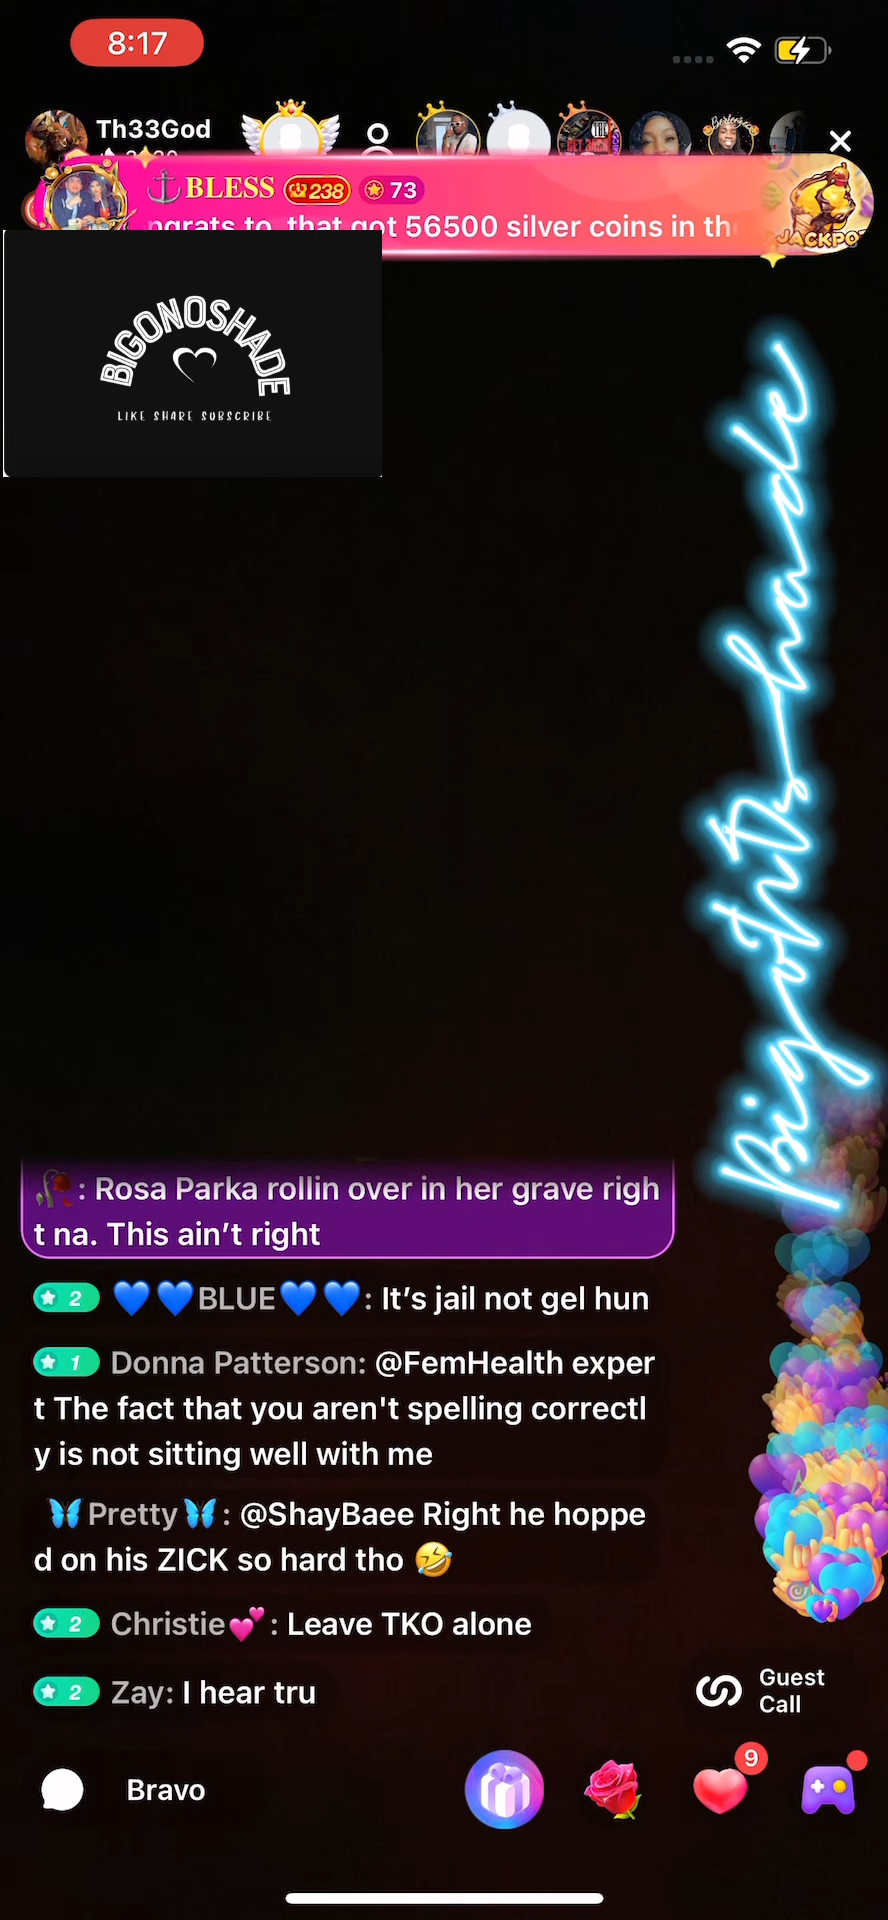 8:17
Th33God
BLESS 238 73
ngrats to that got 56500 silver coins in th
JACKPOT
BIGONOSHADE
LIKE SHARE SUBSCRIBE
: Rosa Parka rollin over in her grave righ
t na. This ain’t right
2 💙💙BLUE💙💙: It’s jail not gel hun
1 Donna Patterson: @FemHealth exper
t The fact that you aren't spelling correctl
y is not sitting well with me
🦋Pretty🦋: @ShayBaee Right he hoppe
d on his ZICK so hard tho 🤣
2 Christie💕: Leave TKO alone
2 Zay: I hear tru
Guest
Call
9
Bravo